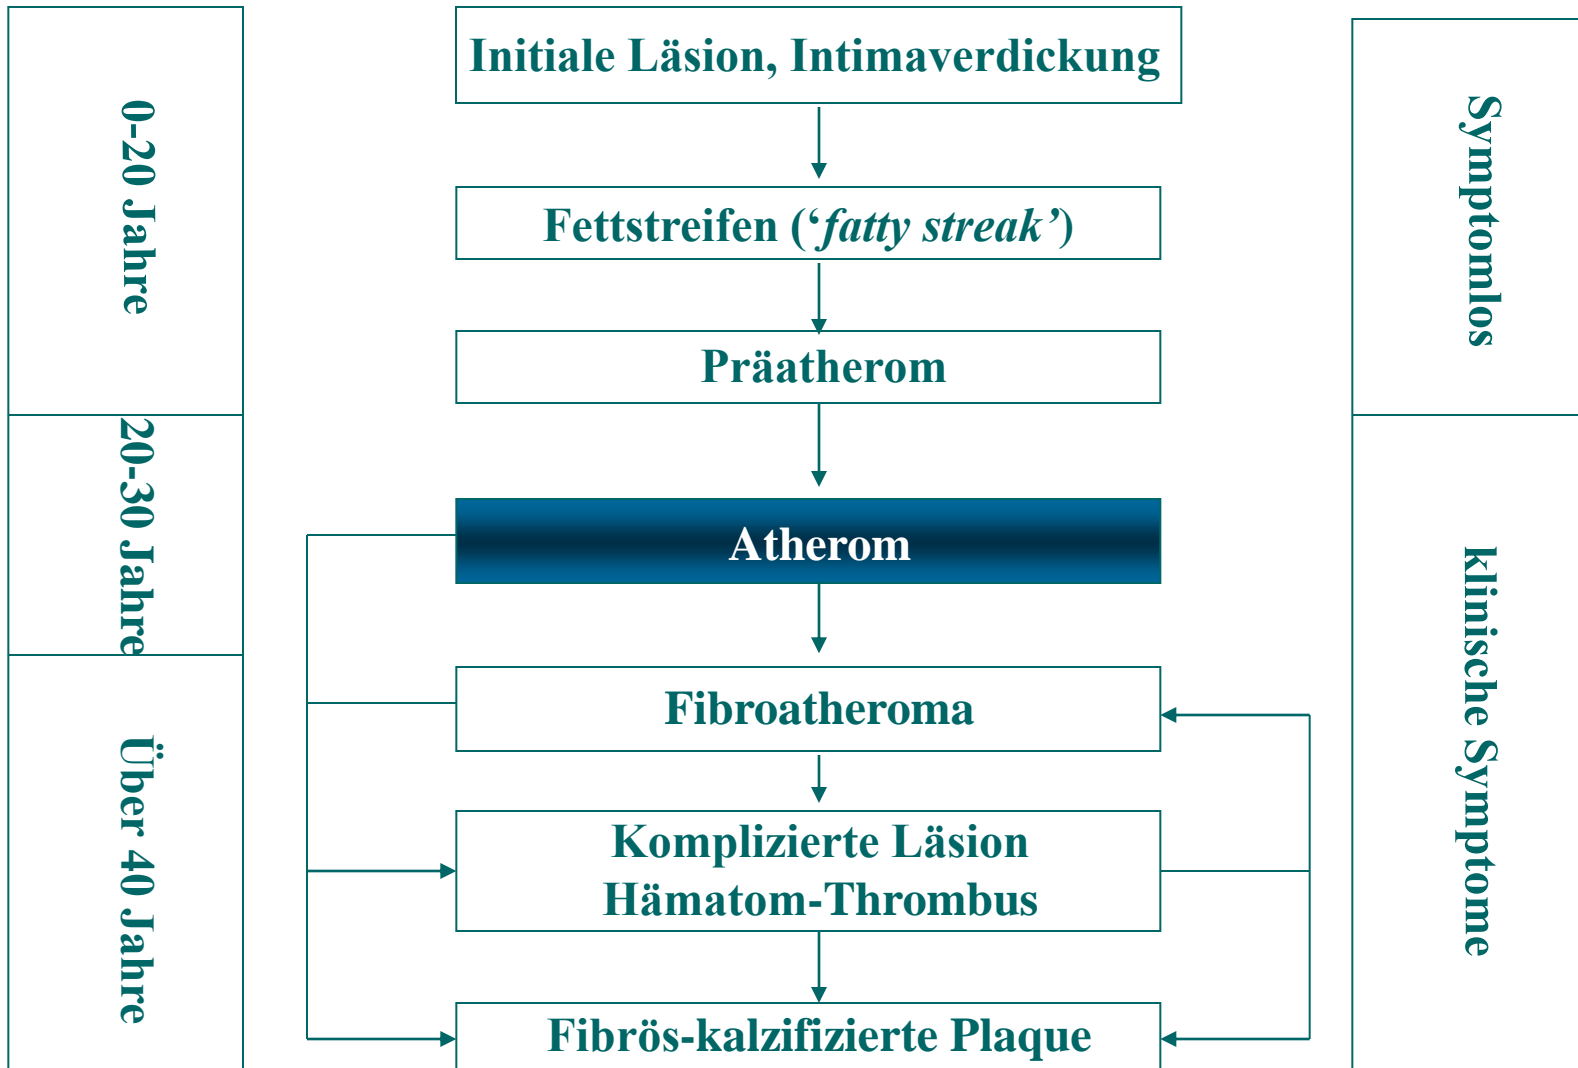 Initiale Läsion, Intimaverdickung
Fettstreifen (‘fatty streak’)
Präatherom
Atherom
Fibroatheroma
Komplizierte Läsion
Hämatom-Thrombus
Fibrös-kalzifizierte Plaque
0-20 Jahre
20-30 Jahre
Über 40 Jahre
Symptomlos
klinische Symptome